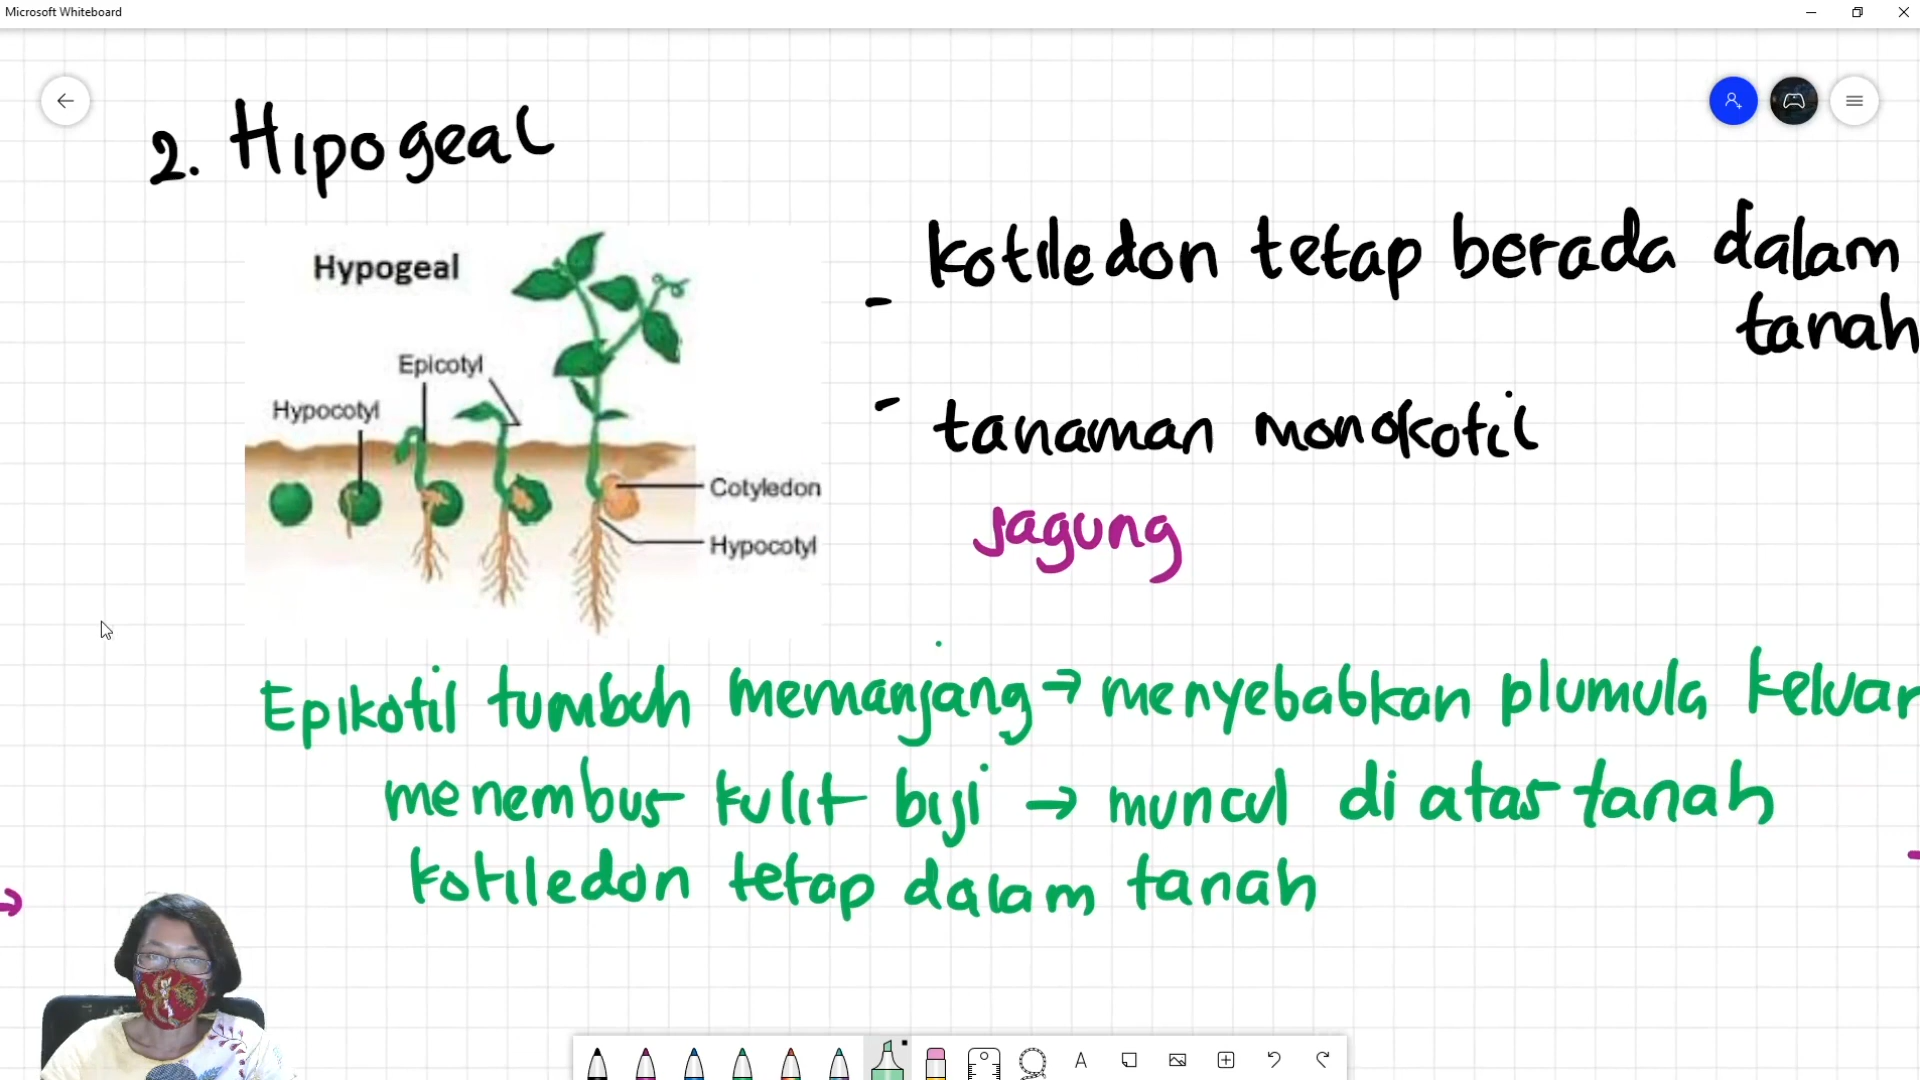 Microsoft Whiteboard
2. Hipogeal
Hypogeal
Epicotyl
Hypocotyl
Cotyledon
Hypocotyl
- kotiledon tetap berada dalam
tanah
- tanaman monokotil
Jagung
Epikotil tumbuh memanjang → menyebabkan plumula keluar
menembus kulit biji → muncul di atas tanah
kotiledon tetap dalam tanah